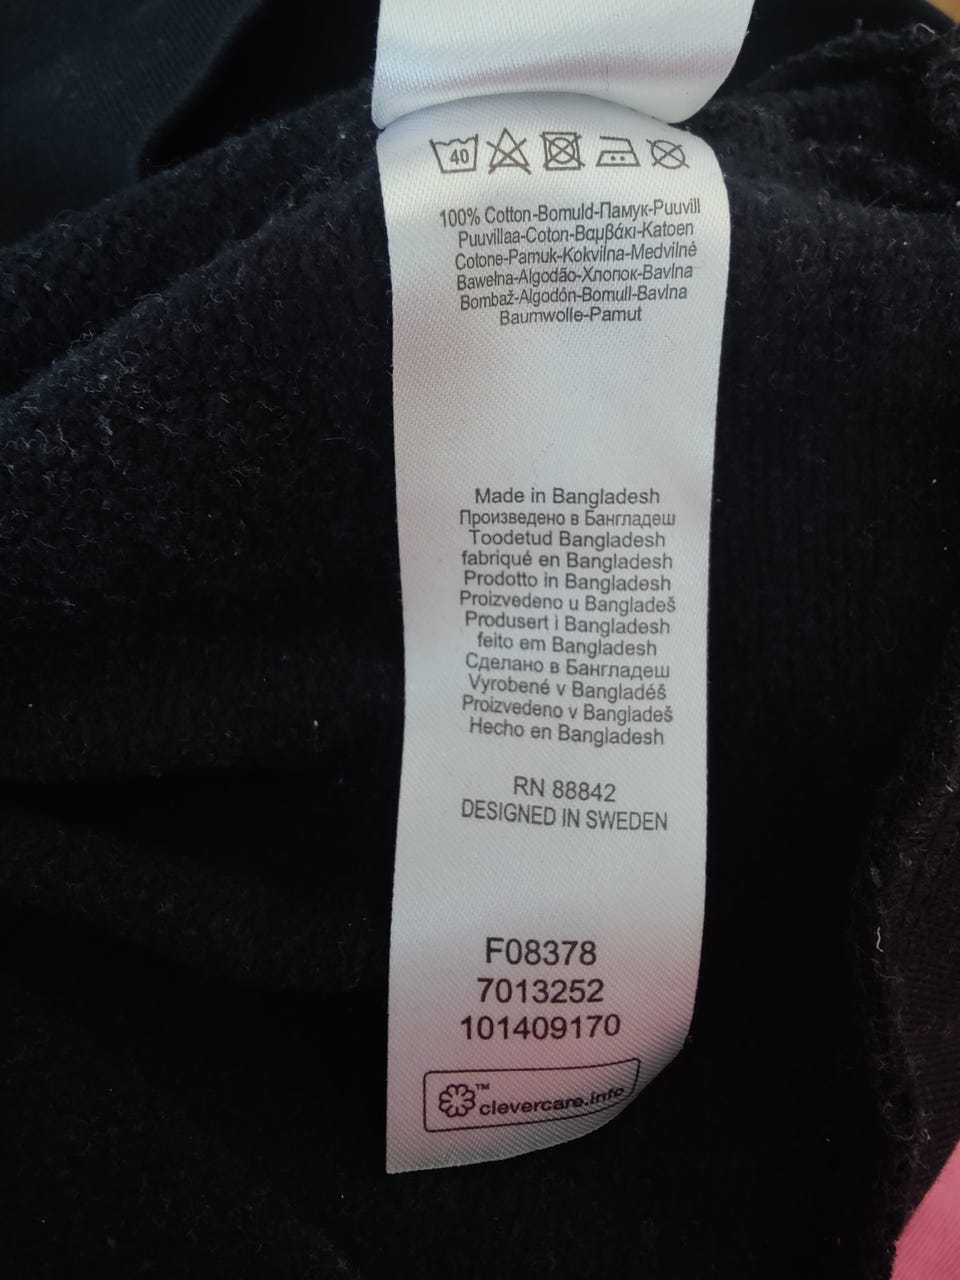 40
100% Cotton-Bomuld-Памук-Puuvill
Puuvillaa-Coton-Βαμβάκι-Katoen
Cotone-Pamuk-Kokvilna-Medvilnė
Bawełna-Algodão-Хлопок-Bavlna
Bombaž-Algodón-Bomull-Bavlna
Baumwolle-Pamut
Made in Bangladesh
Произведено в Бангладеш
Toodetud Bangladesh
fabriqué en Bangladesh
Prodotto in Bangladesh
Proizvedeno u Bangladeš
Produsert i Bangladesh
feito em Bangladesh
Сделано в Бангладеш
Vyrobené v Bangladéš
Proizvedeno v Bangladeš
Hecho en Bangladesh
RN 88842
DESIGNED IN SWEDEN
F08378
7013252
101409170
™ clevercare.info